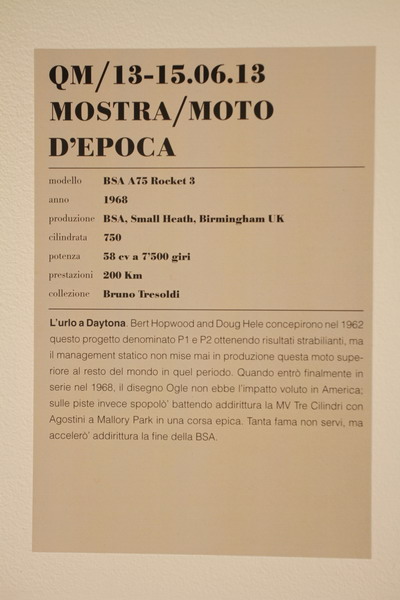 QM/13-15.06.13
MOSTRA/MOTO
D'EPOCA
modello BSA A75 Rocket 3
anno 1968
produzione BSA, Small Heath, Birmingham UK
cilindrata 750
potenza 58 cv a 7'500 giri
prestazioni 200 Km
collezione Bruno Tresoldi
L'urlo a Daytona. Bert Hopwood and Doug Hele concepirono nel 1962
questo progetto denominato P1 e P2 ottenendo risultati strabilianti, ma
il management statico non mise mai in produzione questa moto supe-
riore al resto del mondo in quel periodo. Quando entrò finalmente in
serie nel 1968, il disegno Ogle non ebbe l'impatto voluto in America;
sulle piste invece spopolò' battendo addirittura la MV Tre Cilindri con
Agostini a Mallory Park in una corsa epica. Tanta fama non servi, ma
accelerò' addirittura la fine della BSA.